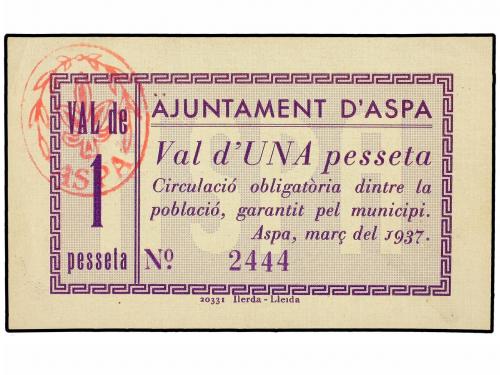 VAL de
1
pesseta
ASPA
AJUNTAMENT D'ASPA
Val d'UNA pesseta
Circulació obligatòria dintre la
població, garantit pel municipi.
Aspa, març del 1937.
Nº 2444
ASPA
20331 Ilerda - Lleida